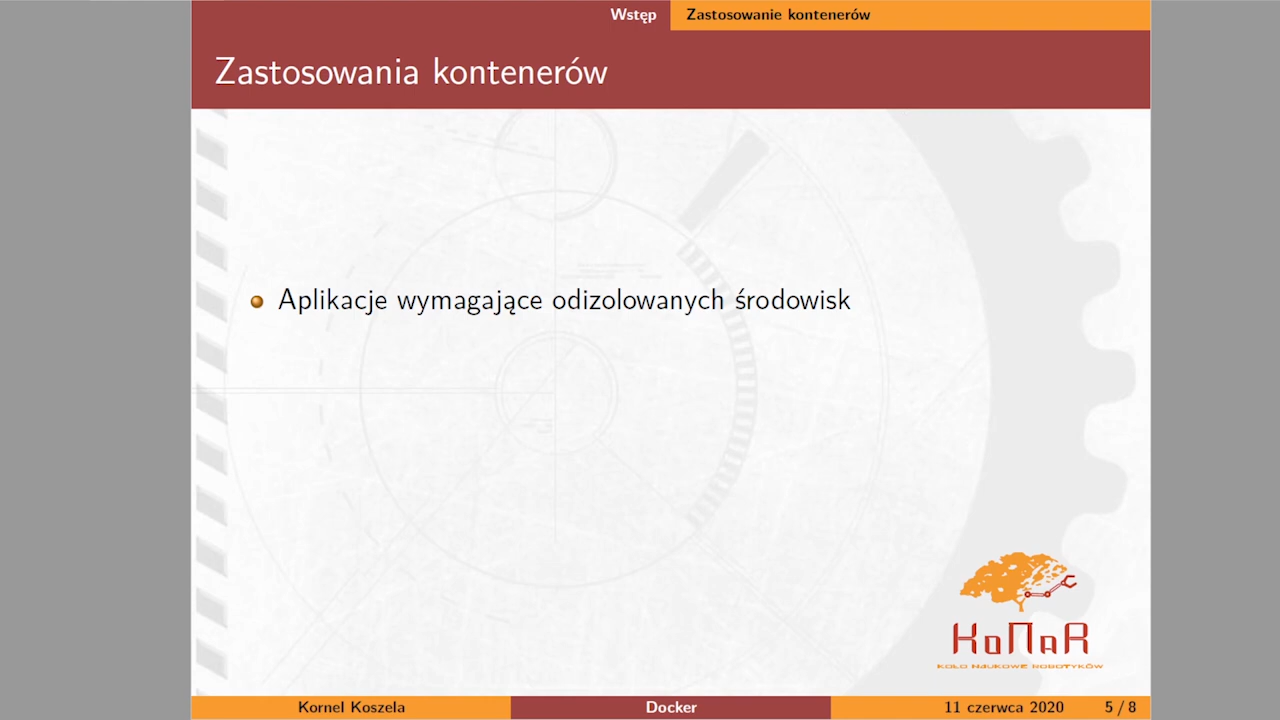 Wstęp Zastosowanie kontenerów
Zastosowania kontenerów
Aplikacje wymagające odizolowanych środowisk
KoNaR
KOŁO NAUKOWE ROBOTYKÓW
Kornel Koszela Docker 11 czerwca 2020 5 / 8